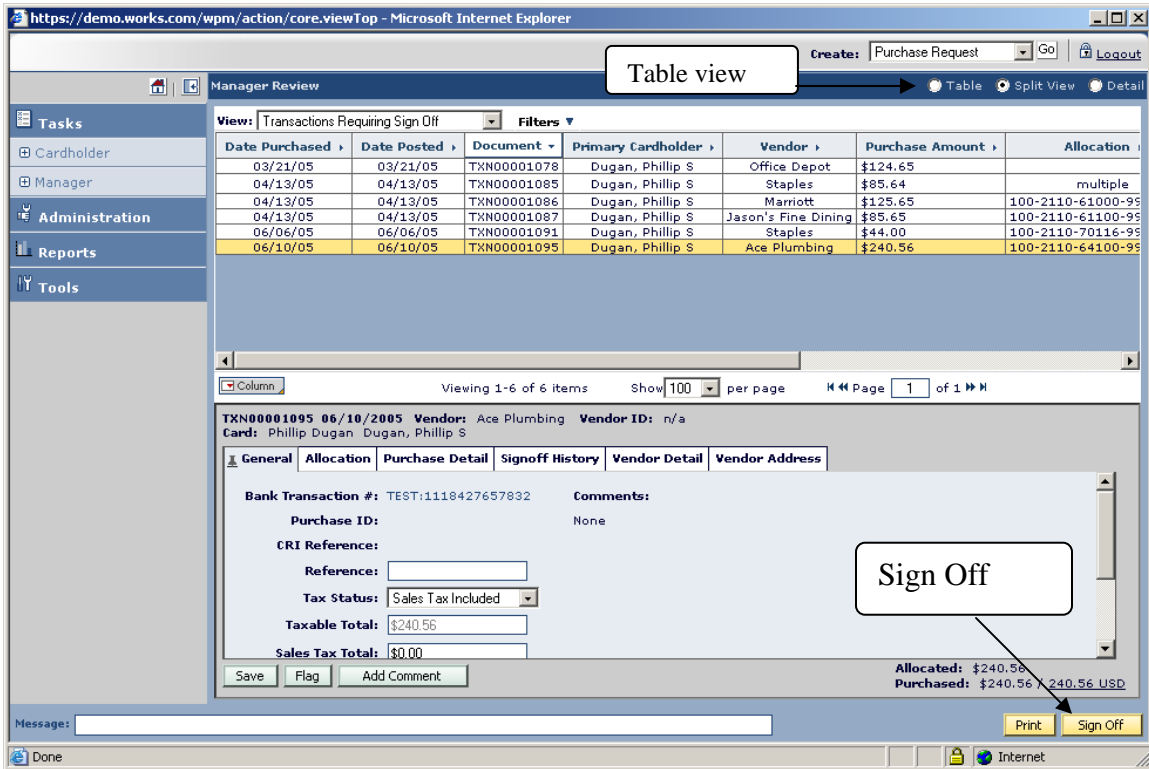 https://demo.works.com/wpm/action/core.viewTop - Microsoft Internet Explorer
Create: Purchase Request Go Logout
Table view
Manager Review Table Split View Detail
Tasks
Cardholder
Manager
Administration
Reports
Tools
View: Transactions Requiring Sign Off Filters
Date Purchased Date Posted Document Primary Cardholder Vendor Purchase Amount Allocation
03/21/05 03/21/05 TXN00001078 Dugan, Phillip S Office Depot $124.65
04/13/05 04/13/05 TXN00001085 Dugan, Phillip S Staples $85.64 multiple
04/13/05 04/13/05 TXN00001086 Dugan, Phillip S Marriott $125.65 100-2110-61000-99
04/13/05 04/13/05 TXN00001087 Dugan, Phillip S Jason's Fine Dining $85.65 100-2110-61100-99
06/06/05 06/06/05 TXN00001091 Dugan, Phillip S Staples $44.00 100-2110-70116-99
06/10/05 06/10/05 TXN00001095 Dugan, Phillip S Ace Plumbing $240.56 100-2110-64100-99
Column Viewing 1-6 of 6 items Show 100 per page Page 1 of 1
TXN00001095 06/10/2005 Vendor: Ace Plumbing Vendor ID: n/a
Card: Phillip Dugan Dugan, Phillip S
General Allocation Purchase Detail Signoff History Vendor Detail Vendor Address
Bank Transaction #: TEST:1118427657832 Comments:
Purchase ID: None
CRI Reference:
Reference:
Tax Status: Sales Tax Included
Taxable Total: $240.56
Sales Tax Total: $0.00
Sign Off
Save Flag Add Comment
Allocated: $240.56
Purchased: $240.56 / 240.56 USD
Message: Print Sign Off
Done Internet